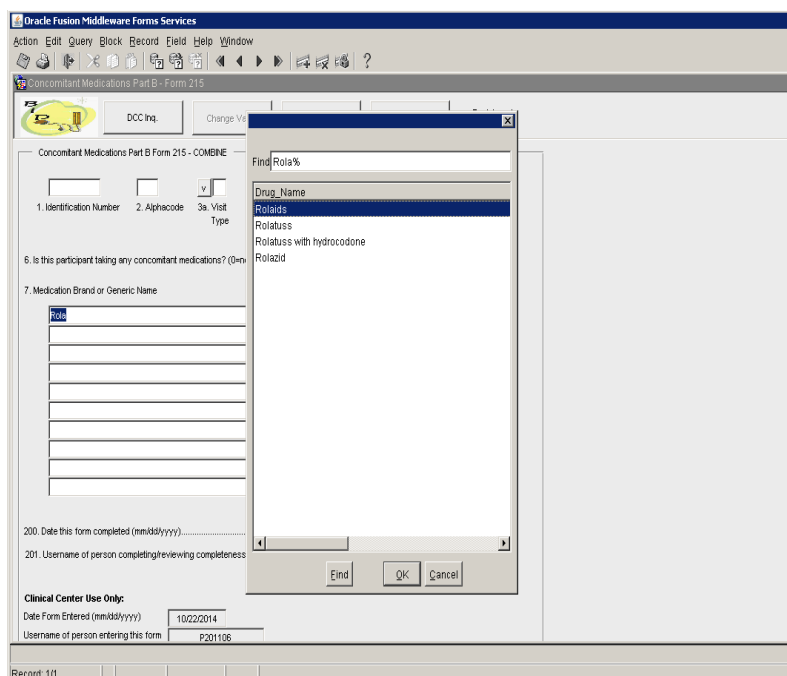 Oracle Fusion Middleware Forms Services
Action Edit Query Block Record Field Help Window
Concomitant Medications Part B - Form 215
DCC Inq.
Change Ve
Concomitant Medications Part B Form 215 - COMBINE
v
1. Identification Number 2. Alphacode 3a. Visit
Type
6. Is this participant taking any concomitant medications? (0=n
7. Medication Brand or Generic Name
Rola
Find Rola%
Drug_Name
Rolaids
Rolatuss
Rolatuss with hydrocodone
Rolazid
Find OK Cancel
200. Date this form completed (mm/dd/yyyy)
201. Username of person completing/reviewing completeness
Clinical Center Use Only:
Date Form Entered (mm/dd/yyyy) 10/22/2014
Username of person entering this form P201106
Record: 1/1